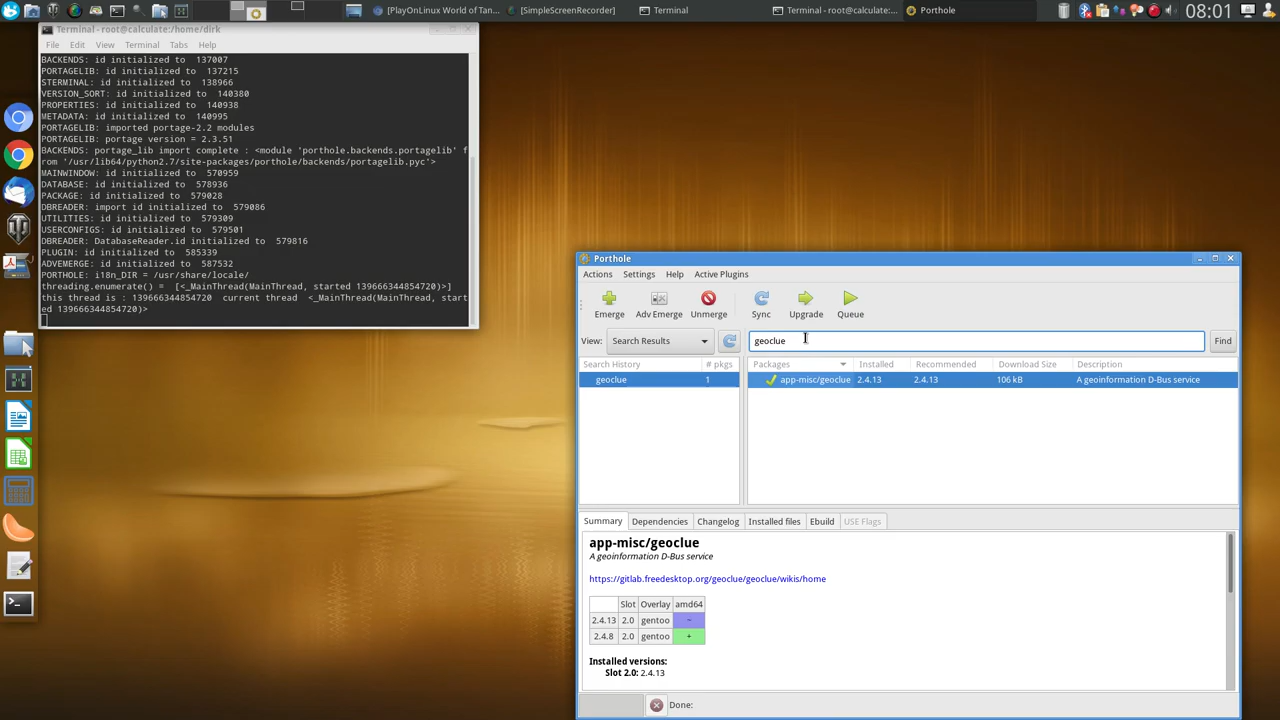 [PlayOnLinux World of Tan...
[SimpleScreenRecorder]
Terminal
Terminal - root@calculate:/...
Porthole
08:01
Terminal - root@calculate:/home/dirk
File Edit View Terminal Tabs Help
BACKENDS: id initialized to 137007
PORTAGELIB: id initialized to 137215
STERMINAL: id initialized to 138966
VERSION_SORT: id initialized to 140380
PROPERTIES: id initialized to 140938
METADATA: id initialized to 140995
PORTAGELIB: imported portage-2.2 modules
PORTAGELIB: portage version = 2.3.51
BACKENDS: portage_lib import complete : <module 'porthole.backends.portagelib' f
rom '/usr/lib64/python2.7/site-packages/porthole/backends/portagelib.pyc'>
MAINWINDOW: id initialized to 570959
DATABASE: id initialized to 578936
PACKAGE: id initialized to 579028
DBREADER: import id initialized to 579086
UTILITIES: id initialized to 579309
USERCONFIGS: id initialized to 579501
DBREADER: DatabaseReader.id initialized to 579816
PLUGIN: id initialized to 585339
ADVEMERGE: id initialized to 587532
PORTHOLE: i18n_DIR = /usr/share/locale/
threading.enumerate() = [<_MainThread(MainThread, started 139666344854720)>]
this thread is : 139666344854720 current thread <_MainThread(MainThread, start
ed 139666344854720)>
Porthole
Actions Settings Help Active Plugins
Emerge Adv Emerge Unmerge Sync Upgrade Queue
View: Search Results geoclue Find
Search History # pkgs
geoclue 1
Packages Installed Recommended Download Size Description
app-misc/geoclue 2.4.13 2.4.13 106 kB A geoinformation D-Bus service
Summary Dependencies Changelog Installed files Ebuild USE Flags
app-misc/geoclue
A geoinformation D-Bus service
https://gitlab.freedesktop.org/geoclue/geoclue/wikis/home
Slot Overlay amd64
2.4.13 2.0 gentoo ~
2.4.8 2.0 gentoo +
Installed versions:
Slot 2.0: 2.4.13
Done: